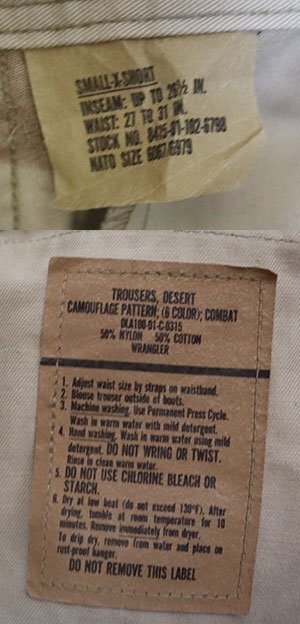 SMALL-X-SHORT
INSEAM: UP TO 26½ IN.
WAIST: 27 TO 31 IN.
STOCK NO. 8415-01-102-6798
NATO SIZE 6067/6979
TROUSERS, DESERT
CAMOUFLAGE PATTERN; (6 COLOR); COMBAT
DLA100-91-C-0315
50% NYLON 50% COTTON
WRANGLER
1. Adjust waist size by straps on waistband.
2. Blouse trouser outside of boots.
3. Machine washing. Use Permanent Press Cycle.
Wash in warm water with mild detergent.
4. Hand washing. Wash in warm water using mild
detergent. DO NOT WRING OR TWIST.
Rinse in clean warm water.
5. DO NOT USE CHLORINE BLEACH OR
STARCH.
6. Dry at low heat (do not exceed 130°F). After
drying, tumble at room temperature for 10
minutes. Remove immediately from dryer.
To drip dry, remove from water and place on
rust-proof hanger.
DO NOT REMOVE THIS LABEL